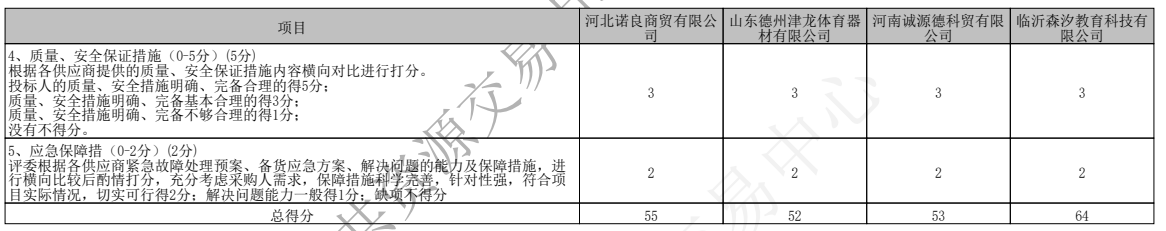 项目
河北诺良商贸有限公
司
山东德州津龙体育器
材有限公司
河南诚源德科贸有限
公司
临沂森汐教育科技有
限公司
4、质量、安全保证措施（0-5分）(5分)
根据各供应商提供的质量、安全保证措施内容横向对比进行打分。
投标人的质量、安全措施明确、完备合理的得5分；
质量、安全措施明确、完备基本合理的得3分；
质量、安全措施明确、完备不够合理的得1分；
没有不得分。
3
3
3
3
5、应急保障措（0-2分）(2分)
评委根据各供应商紧急故障处理预案、备货应急方案、解决问题的能力及保障措施，进
行横向比较后酌情打分，充分考虑采购人需求，保障措施科学完善，针对性强，符合项
目实际情况，切实可行得2分；解决问题能力一般得1分；缺项不得分
2
2
2
2
总得分
55
52
53
64
共资源交易中
易中心